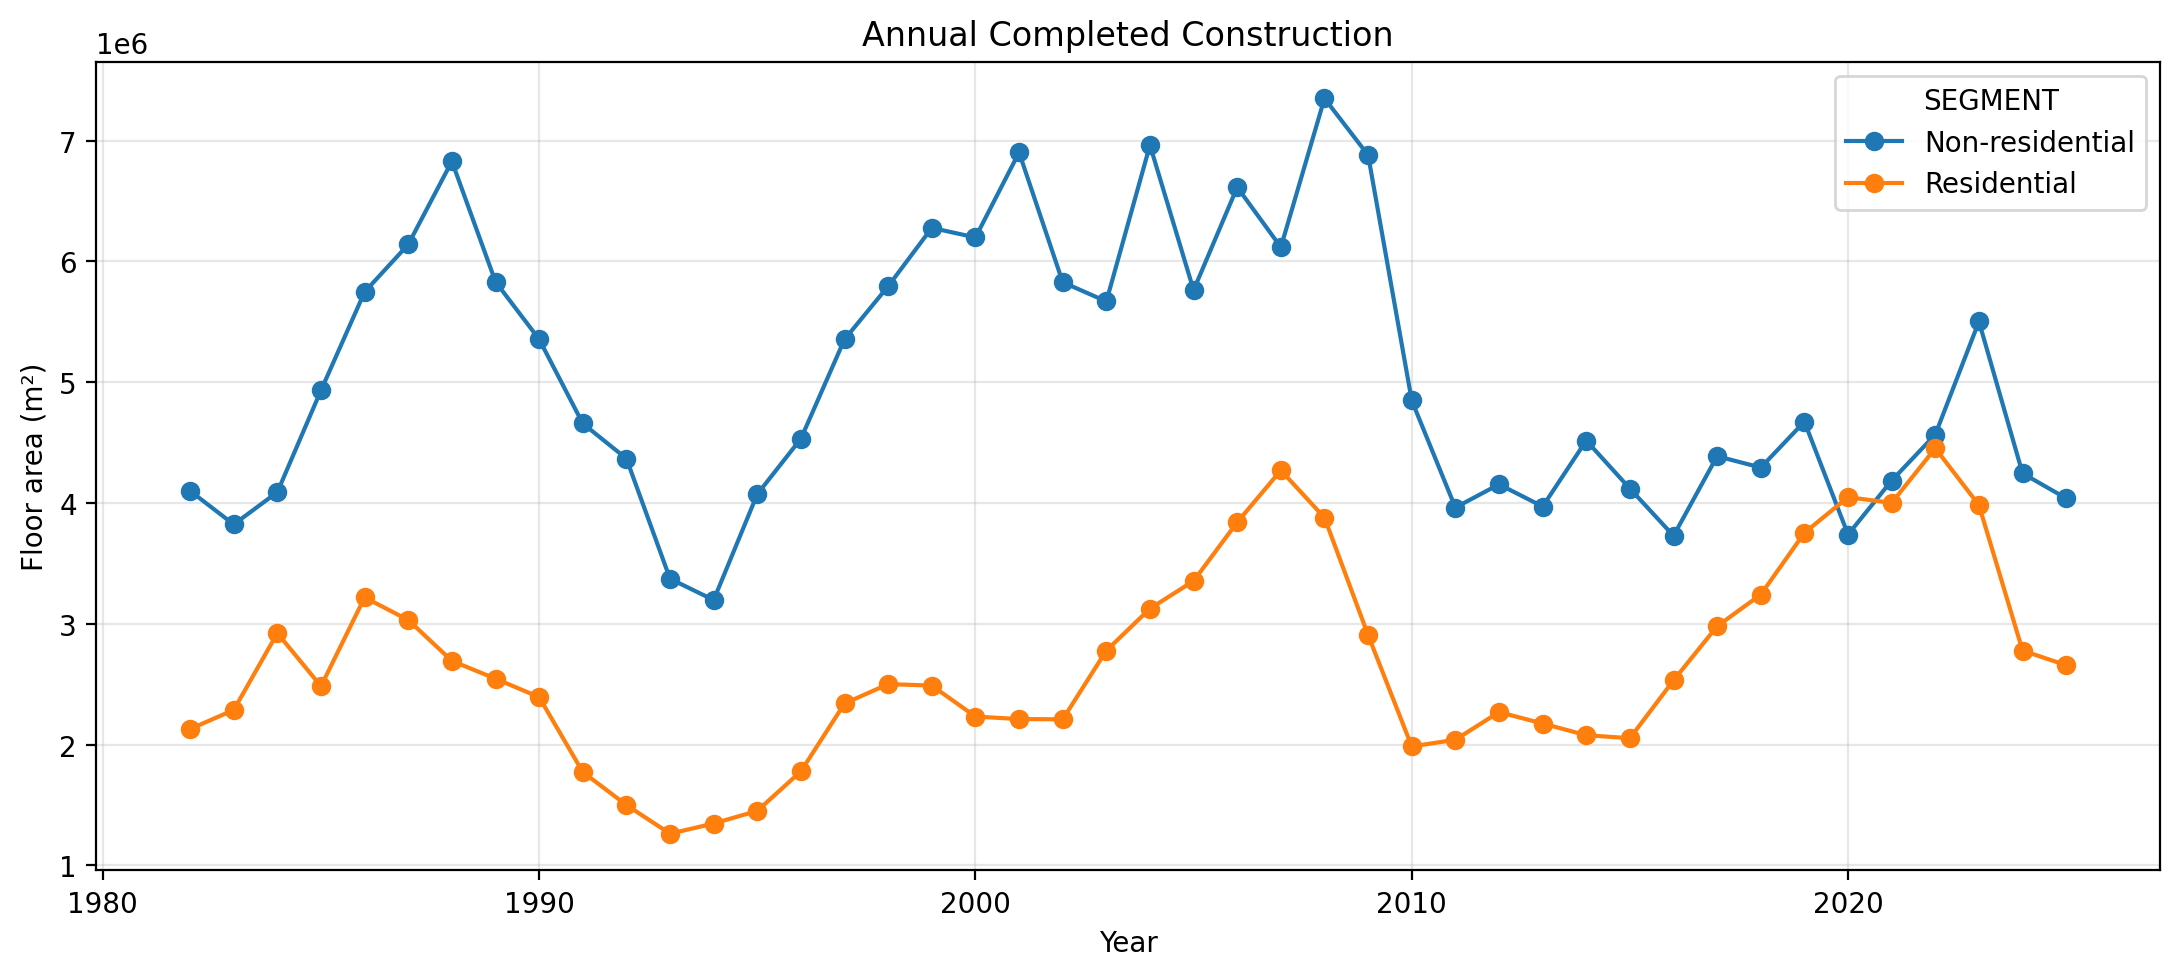 Annual Completed Construction
1e6
SEGMENT
Non-residential
Residential
7
6
5
4
3
2
1
Floor area (m²)
1980
1990
2000
2010
2020
Year